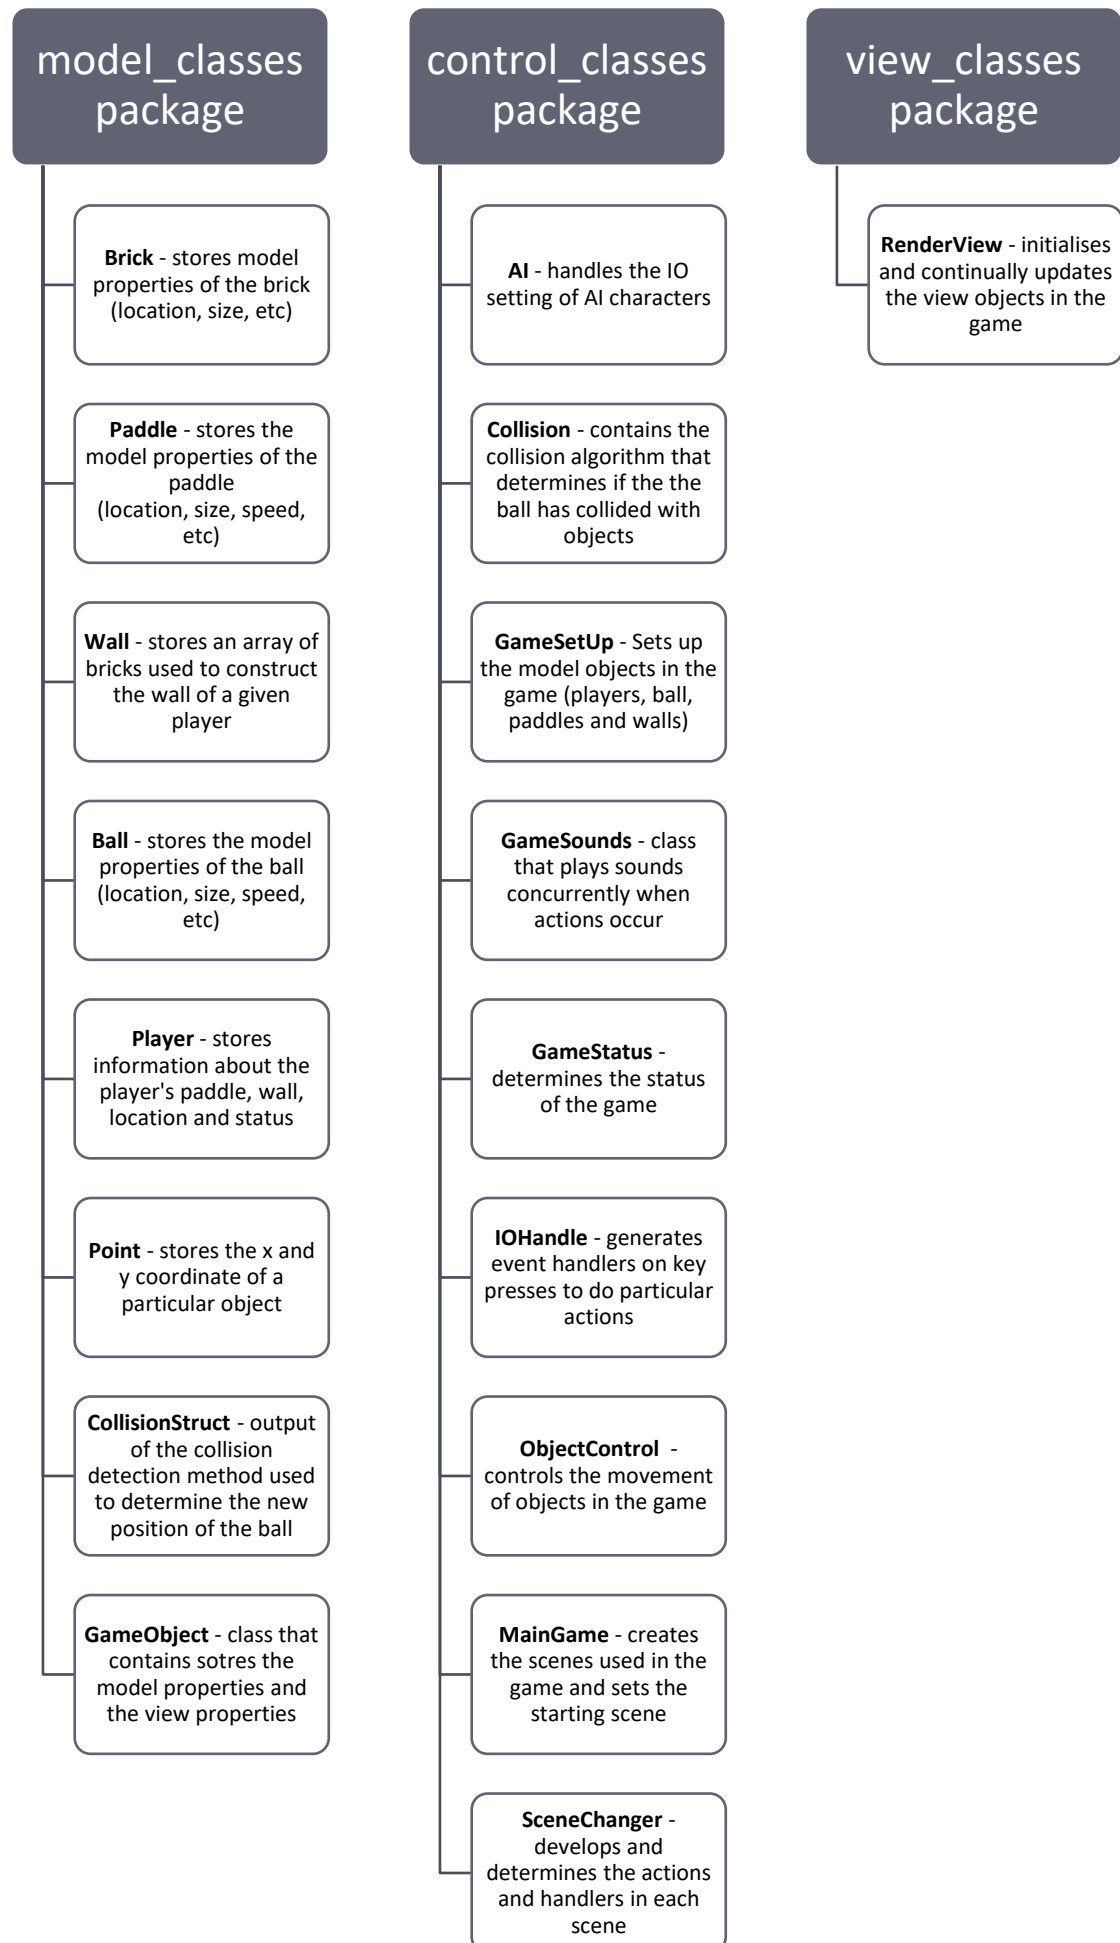 model_classes
package
Brick - stores model
properties of the brick
(location, size, etc)
Paddle - stores the
model properties of the
paddle
(location, size, speed,
etc)
Wall - stores an array of
bricks used to construct
the wall of a given
player
Ball - stores the model
properties of the ball
(location, size, speed,
etc)
Player - stores
information about the
player's paddle, wall,
location and status
Point - stores the x and
y coordinate of a
particular object
CollisionStruct - output
of the collision
detection method used
to determine the new
position of the ball
GameObject - class that
contains sotres the
model properties and
the view properties
control_classes
package
AI - handles the IO
setting of AI characters
Collision - contains the
collision algorithm that
determines if the the
ball has collided with
objects
GameSetUp - Sets up
the model objects in the
game (players, ball,
paddles and walls)
GameSounds - class
that plays sounds
concurrently when
actions occur
GameStatus -
determines the status
of the game
IOHandle - generates
event handlers on key
presses to do particular
actions
ObjectControl -
controls the movement
of objects in the game
MainGame - creates
the scenes used in the
game and sets the
starting scene
SceneChanger -
develops and
determines the actions
and handlers in each
scene
view_classes
package
RenderView - initialises
and continually updates
the view objects in the
game